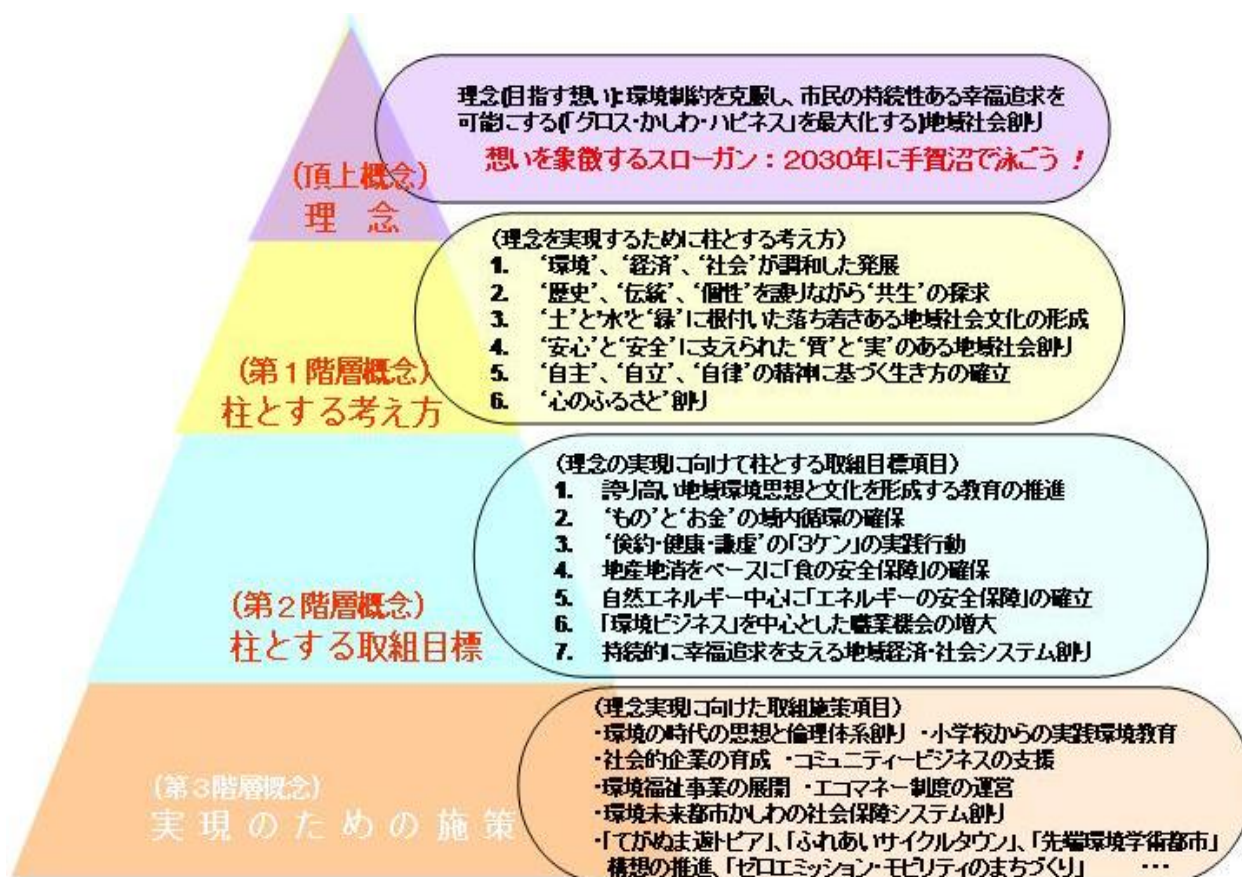 理念(目指す想い): 環境制約を克服し、市民の持続性ある幸福追求を
可能にする(「グロス・かしわ・ハピネス」を最大化する)地域社会創り
想いを象徴するスローガン：2030年に手賀沼で泳ごう！
(頂上概念)
理 念
(理念を実現するために柱とする考え方)
1. ‘環境’、‘経済’、‘社会’が調和した発展
2. ‘歴史’、‘伝統’、‘個性’を護りながら‘共生’の探求
3. ‘土’と‘水’と‘緑’に根付いた落ち着きある地域社会文化の形成
4. ‘安心’と‘安全’に支えられた‘質’と‘実’のある地域社会創り
5. ‘自主’、‘自立’、‘自律’の精神に基づく生き方の確立
6. ‘心のふるさと’創り
(第１階層概念)
柱とする考え方
(理念の実現に向けて柱とする取組目標項目)
1. 誇り高い地域環境思想と文化を形成する教育の推進
2. ‘もの’と‘お金’の域内循環の確保
3. ‘倹約・健康・謙虚’の「3ケン」の実践行動
4. 地産地消をベースに「食の安全保障」の確保
5. 自然エネルギー中心に「エネルギーの安全保障」の確立
6. 「環境ビジネス」を中心とした職業機会の増大
7. 持続的に幸福追求を支える地域経済・社会システム創り
(第２階層概念)
柱とする取組目標
(理念実現に向けた取組施策項目)
・環境の時代の思想と倫理体系創り ・小学校からの実践環境教育
・社会的企業の育成 ・コミュニティービジネスの支援
・環境福祉事業の展開 ・エコマネー制度の運営
・環境未来都市かしわの社会保障システム創り
・「てがぬま遊トピア」、「ふれあいサイクルタウン」、「先端環境学術都市」
構想の推進、「ゼロエミッション・モビリティのまちづくり」 ・・・
(第３階層概念)
実現のための施策